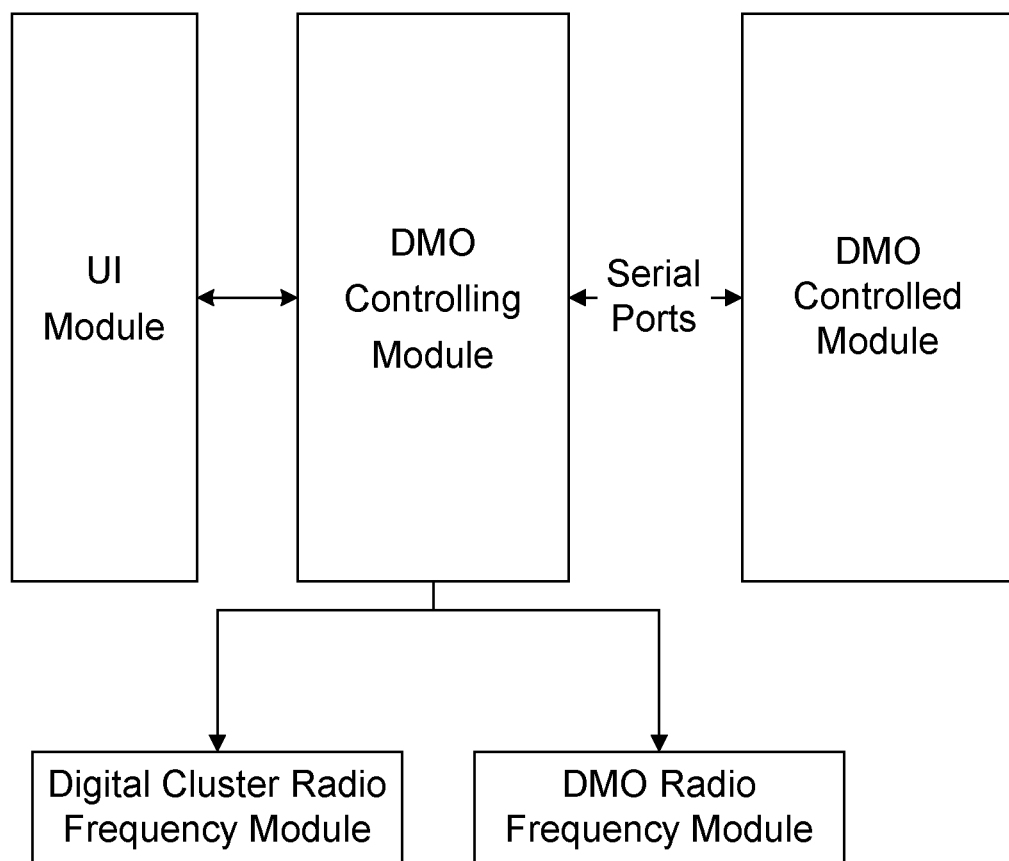 UI
Module
DMO
Controlling
Module
Serial
Ports
DMO
Controlled
Module
Digital Cluster Radio
Frequency Module
DMO Radio
Frequency Module